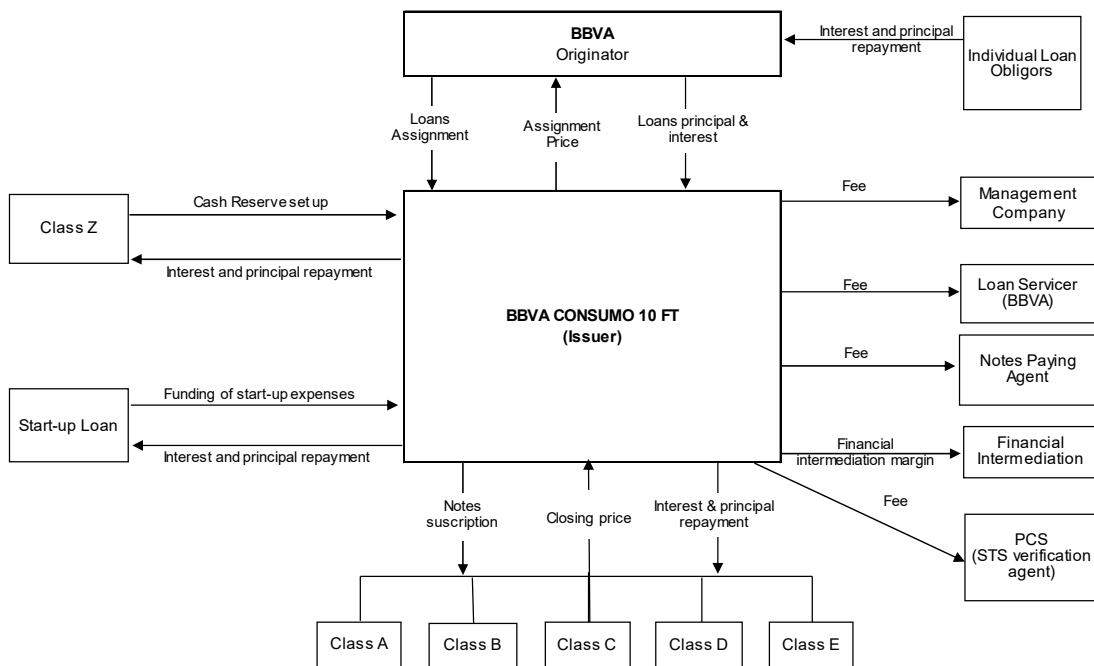 BBVA
Originator
Interest and principal
repayment
Individual Loan
Obligors
Loans
Assignment
Assignment
Price
Loans principal &
interest
Class Z
Cash Reserve set up
Interest and principal repayment
Fee
Management
Company
BBVA CONSUMO 10 FT
(Issuer)
Fee
Loan Servicer
(BBVA)
Fee
Notes Paying
Agent
Start-up Loan
Funding of start-up expenses
Interest and principal repayment
Financial
intermediation margin
Financial
Intermediation
Notes
suscription
Closing price
Interest & principal
repayment
Fee
PCS
(STS verification
agent)
Class A
Class B
Class C
Class D
Class E